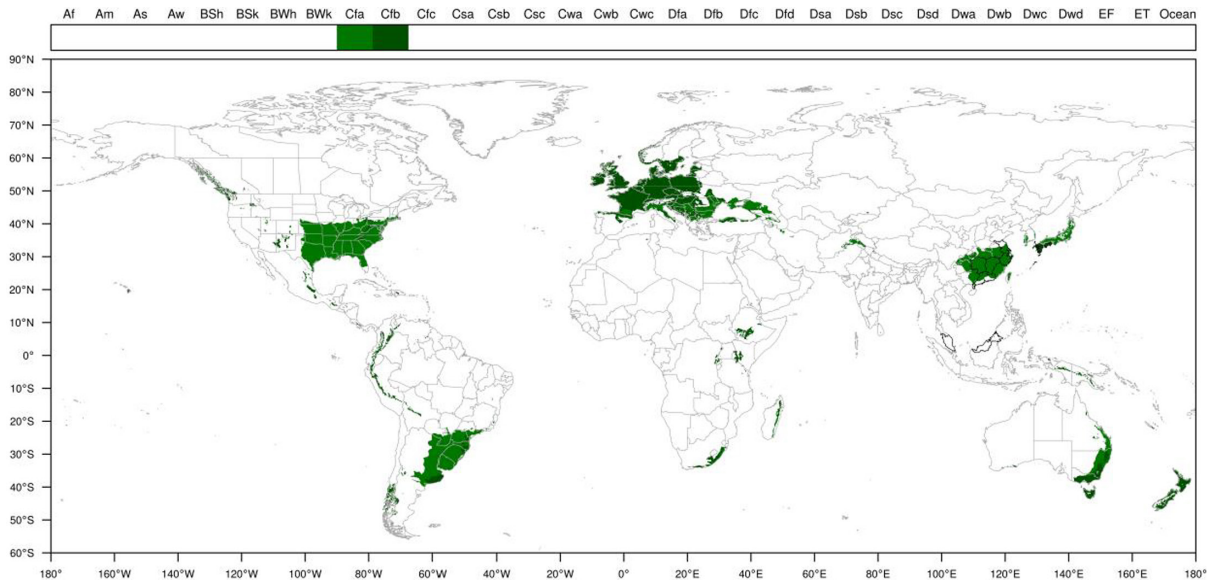 Af Am As Aw BSh BSk BWh BWk Cfa Cfb Cfc Csa Csb Csc Cwa Cwb Cwc Dfa Dfb Dfc Dfd Dsa Dsb Dsc Dsd Dwa Dwb Dwc Dwd EF ET Ocean
90°N
80°N
70°N
60°N
50°N
40°N
30°N
20°N
10°N
0°
10°S
20°S
30°S
40°S
50°S
60°S
180° 160°W 140°W 120°W 100°W 80°W 60°W 40°W 20°W 0° 20°E 40°E 60°E 80°E 100°E 120°E 140°E 160°E 180°